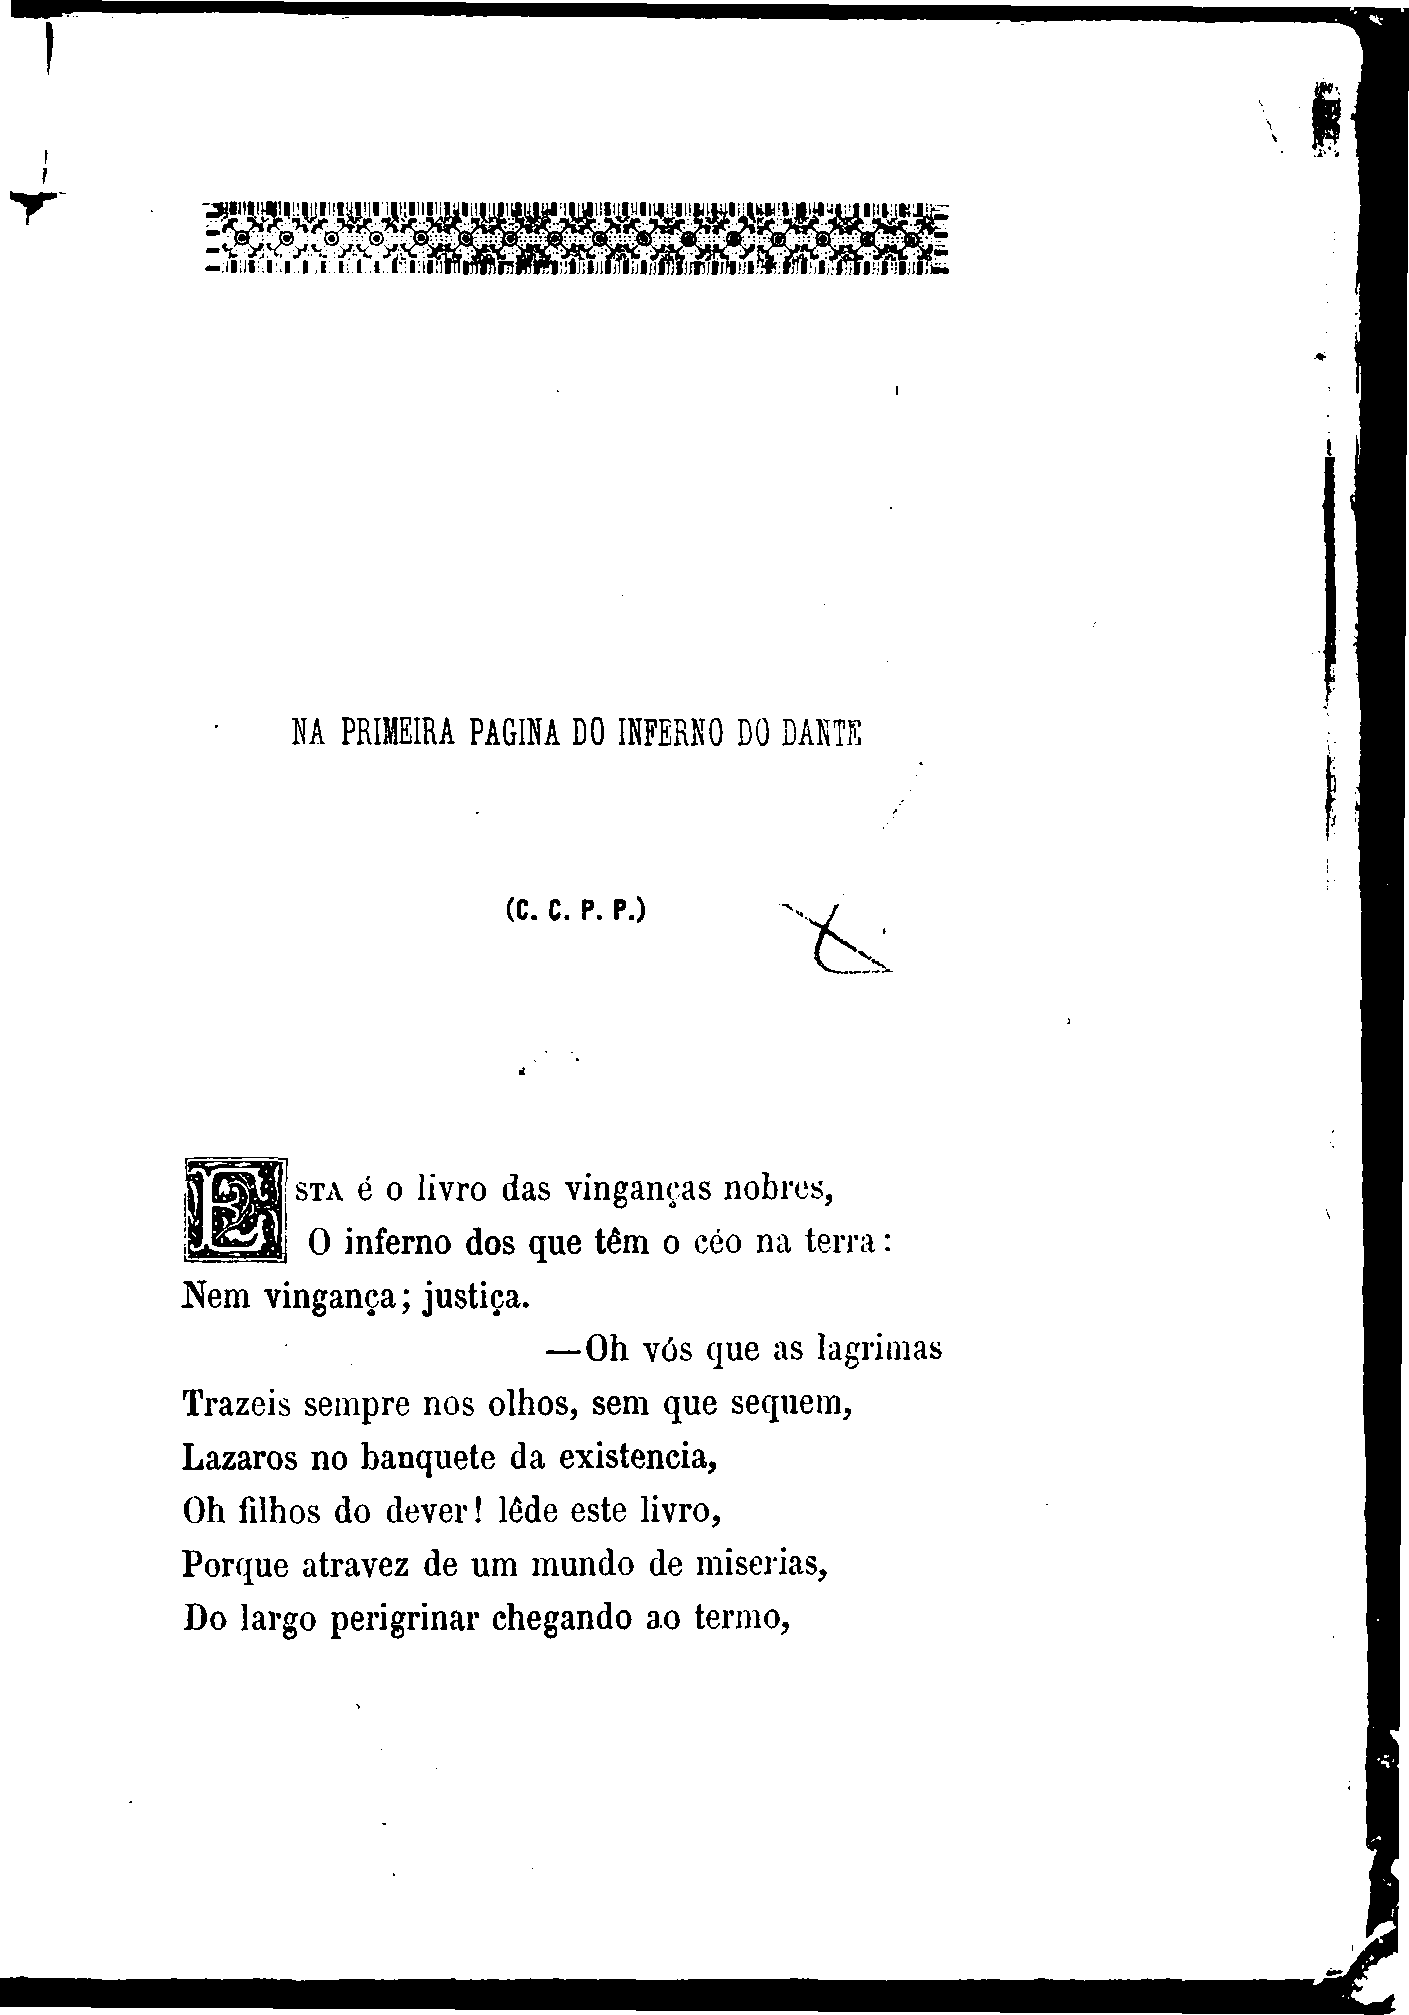 NA PRIMEIRA PAGINA DO INFERNO DO DANTE
(C. C. P. P.)
ESTA é o livro das vinganças nobres,
O inferno dos que têm o céo na terra:
Nem vingança; justiça.
—Oh vós que as lagrimas
Trazeis sempre nos olhos, sem que sequem,
Lazaros no banquete da existencia,
Oh filhos do dever! lêde este livro,
Porque atravez de um mundo de miserias,
Do largo perigrinar chegando ao termo,